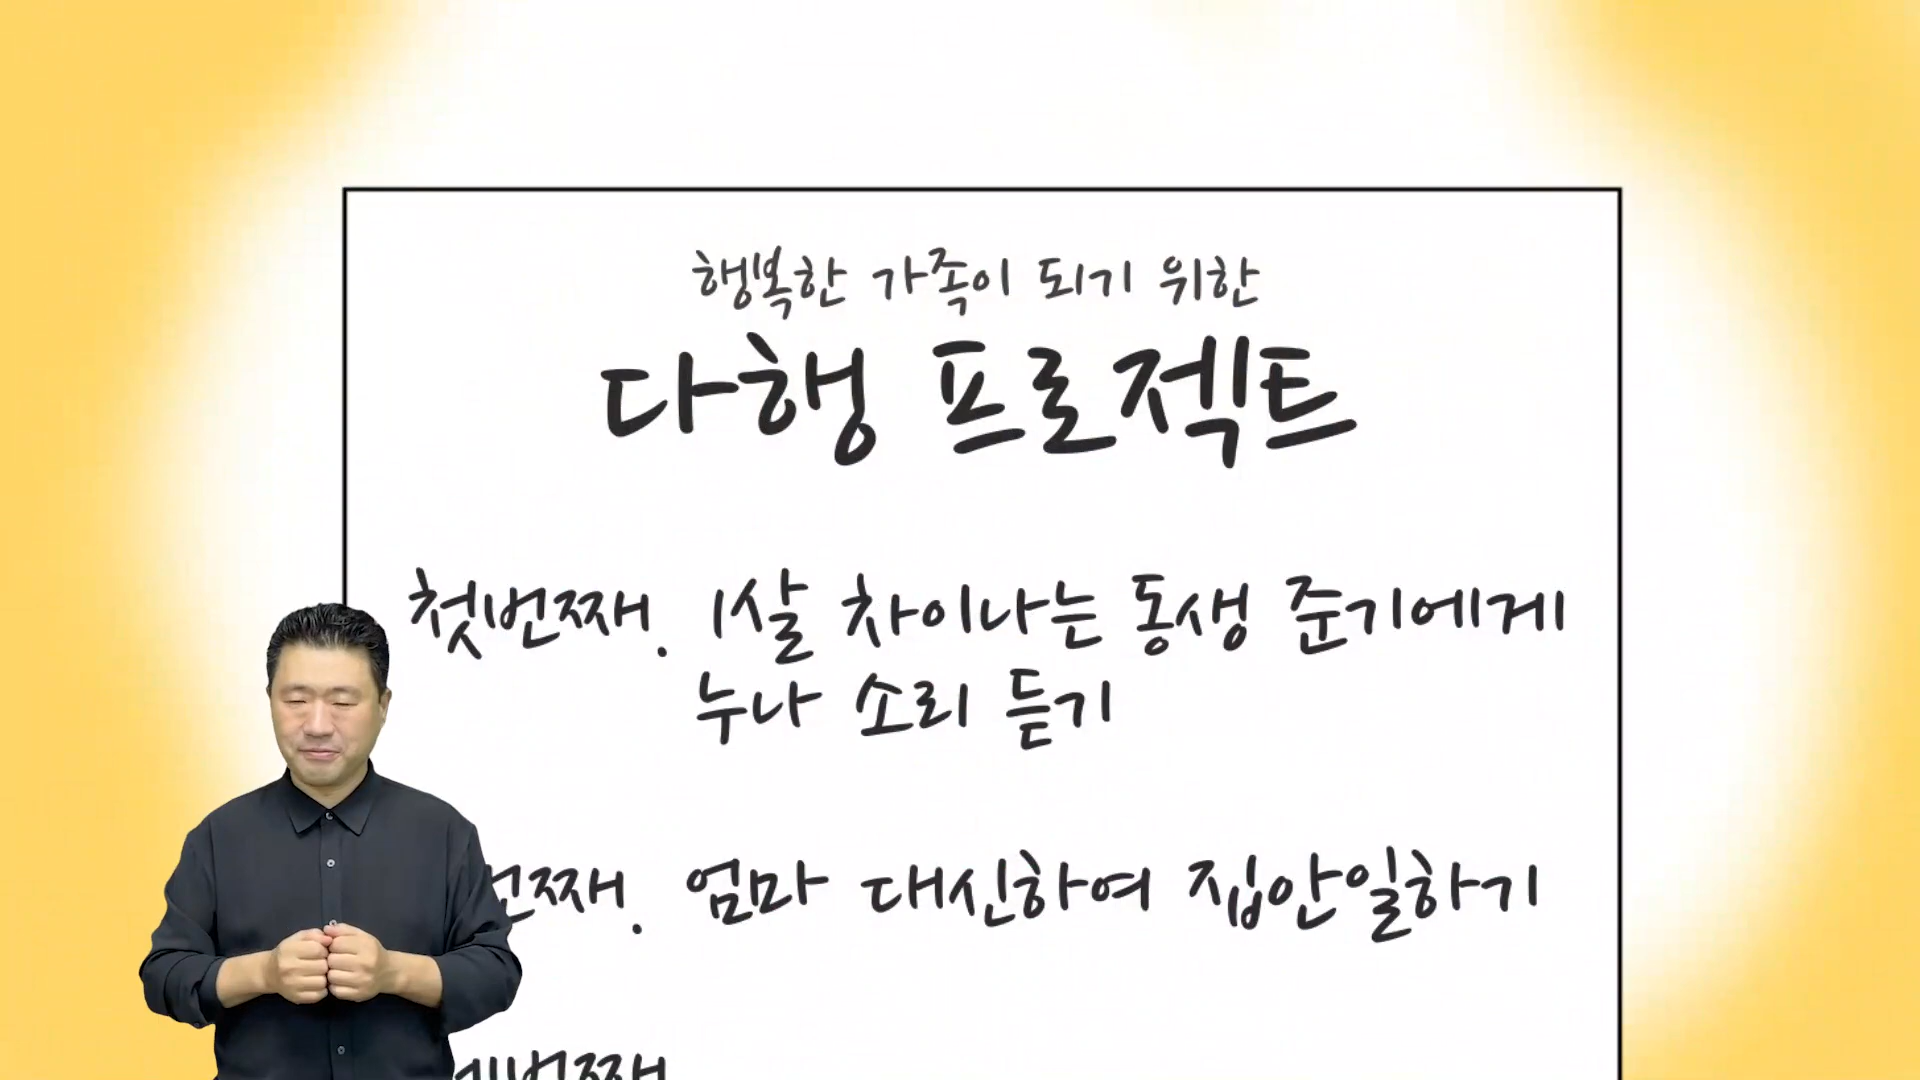 행복한 가족이 되기 위한
다행 프로젝트
첫번째. 1살 차이나는 동생 준기에게
누나 소리 듣기
번째. 엄마 대신하여 집안일하기